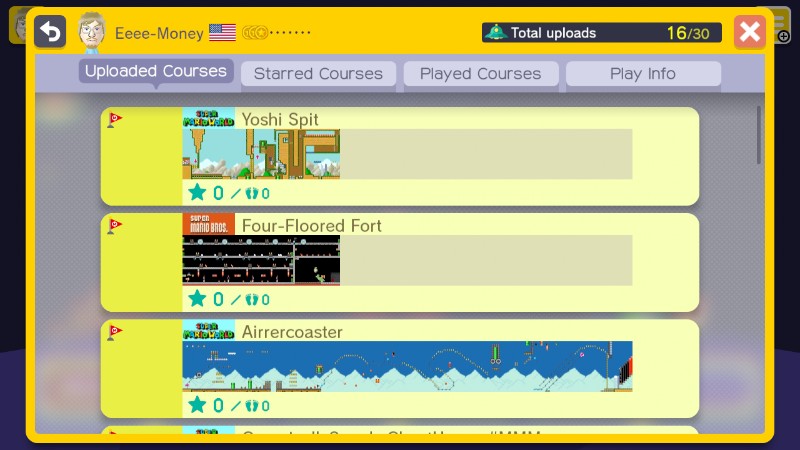 Eeee-Money
Total uploads 16/30
Uploaded Courses
Starred Courses
Played Courses
Play Info
SUPER MARIO WORLD
Yoshi Spit
0 / 0
SUPER MARIO BROS.
Four-Floored Fort
0 / 0
SUPER MARIO WORLD
Airrercoaster
0 / 0